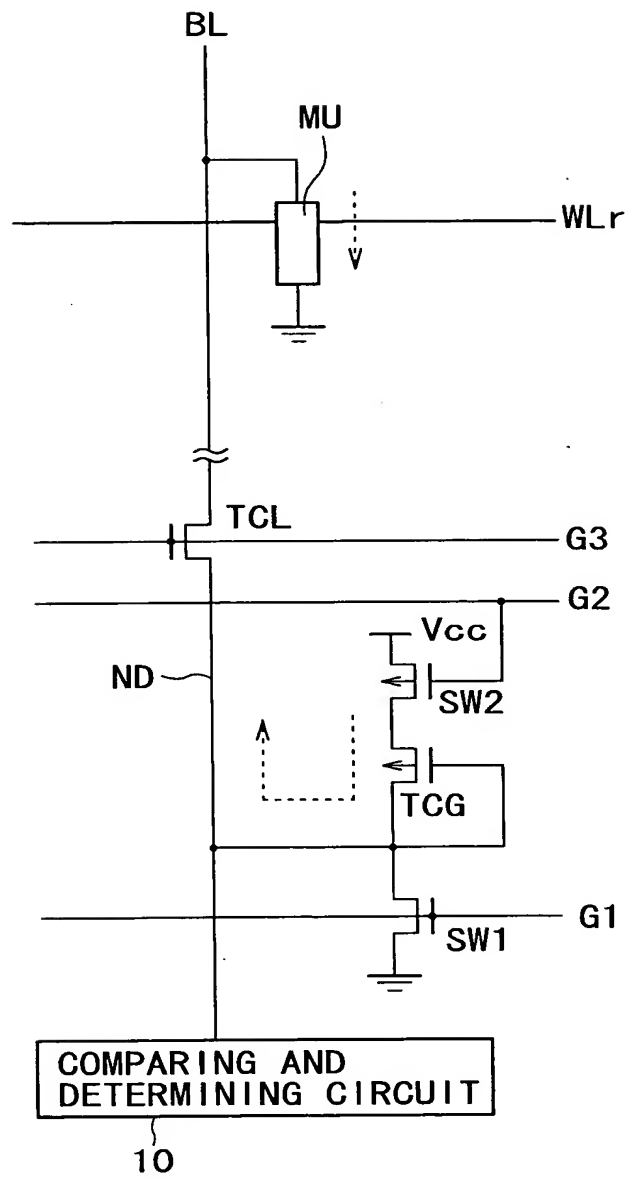 BL
MU
WLr
TCL
G3
G2
Vcc
ND
SW2
TCG
G1
SW1
COMPARING AND
DETERMINING CIRCUIT
10